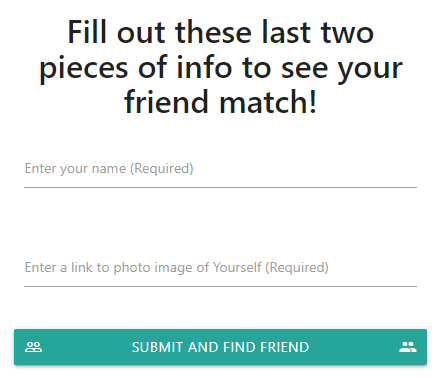 Fill out these last two
pieces of info to see your
friend match!
Enter your name (Required)
Enter a link to photo image of Yourself (Required)
SUBMIT AND FIND FRIEND